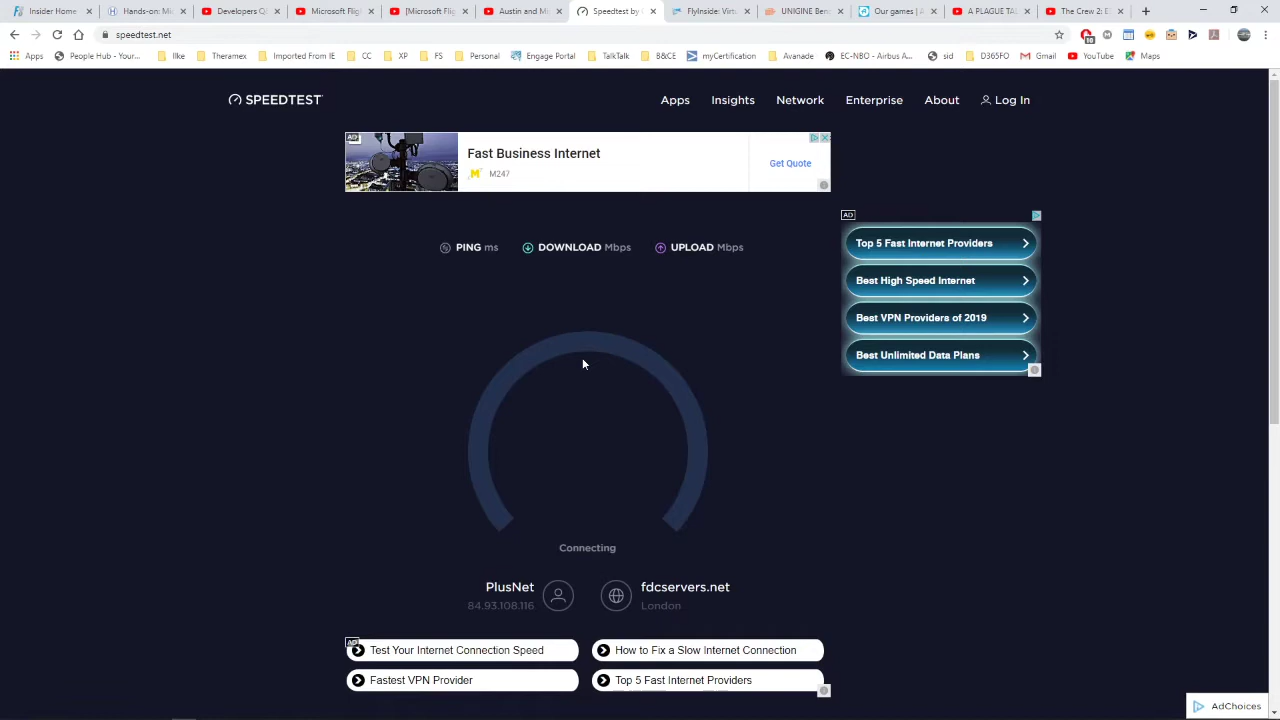 Insider Home
Hands-on: Mic
Developers Q
Microsoft Fligh
[Microsoft Flig
Austin and Mi
Speedtest by
FlyInside: Virtu
UNIGINE Ben
Our games |
A PLAGUE TAL
The Crew 2: E
speedtest.net
Apps
People Hub - Your...
Ilke
Theramex
Imported From IE
CC
XP
FS
Personal
Engage Portal
TalkTalk
B&CE
myCertification
Avanade
EC-NBO - Airbus A...
sid
D365FO
Gmail
YouTube
Maps
SPEEDTEST
Apps
Insights
Network
Enterprise
About
Log In
AD
Fast Business Internet
M247
Get Quote
AD
Top 5 Fast Internet Providers
Best High Speed Internet
Best VPN Providers of 2019
Best Unlimited Data Plans
PING ms
DOWNLOAD Mbps
UPLOAD Mbps
Connecting
PlusNet
84.93.108.116
fdcservers.net
London
AD
Test Your Internet Connection Speed
How to Fix a Slow Internet Connection
Fastest VPN Provider
Top 5 Fast Internet Providers
AdChoices